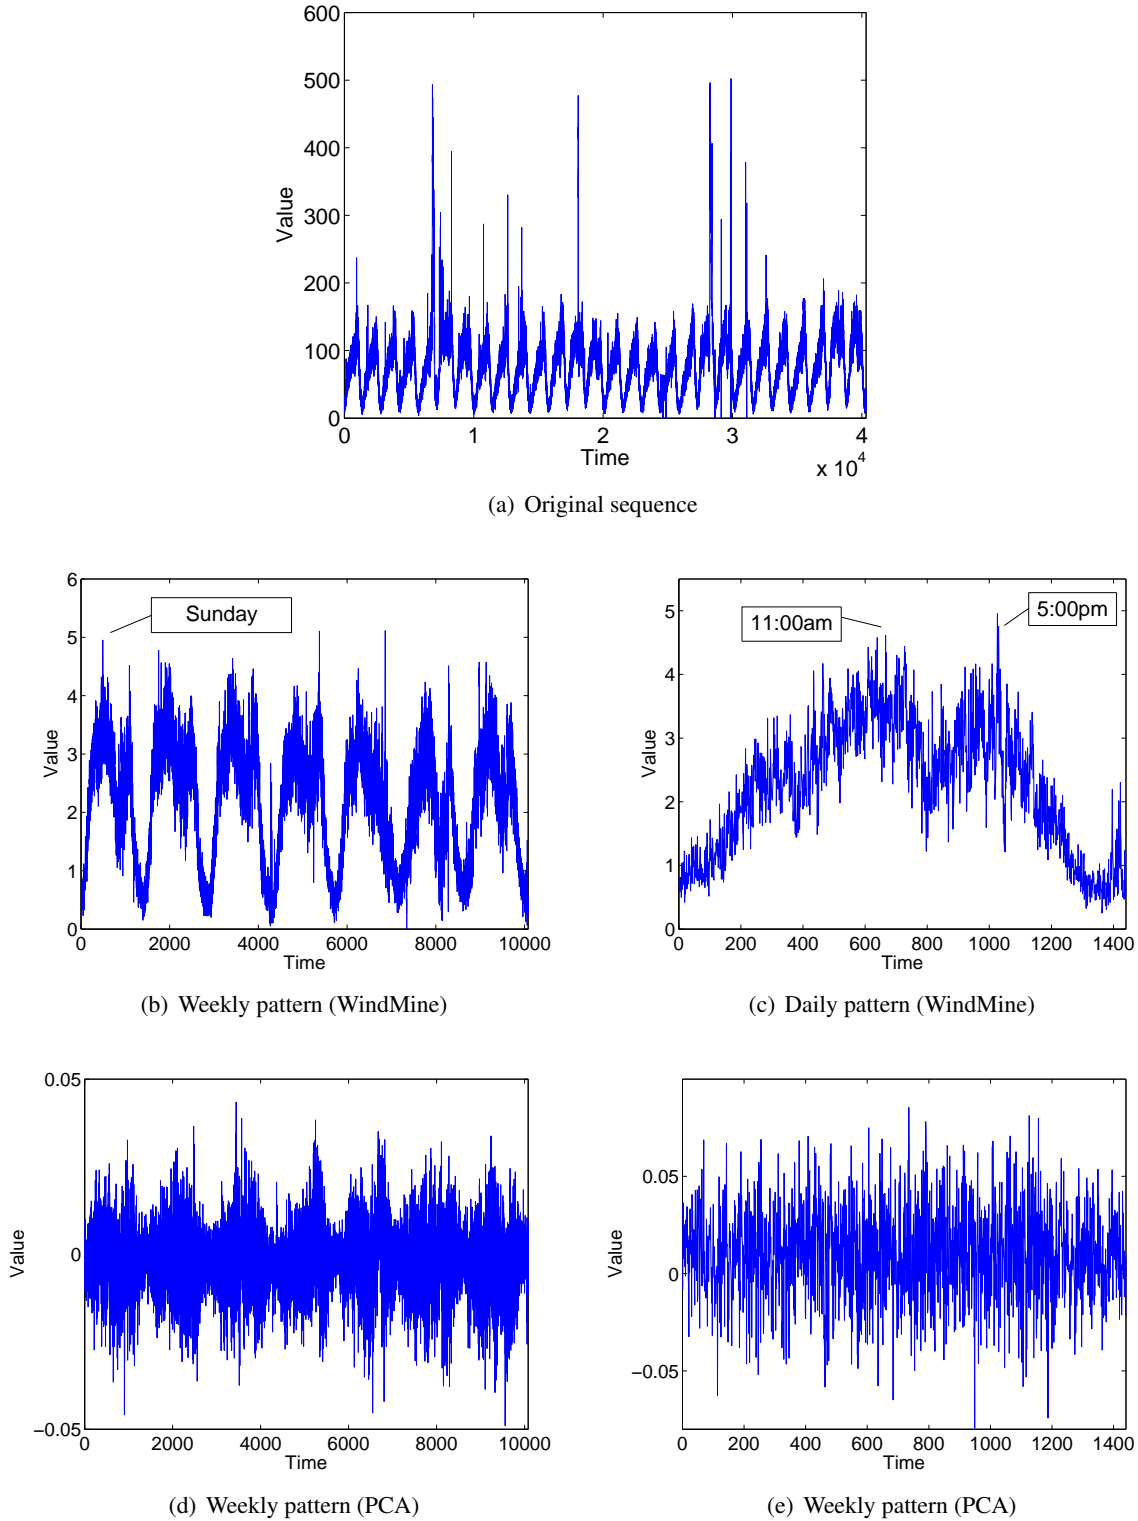 600
500
400
300
200
100
0
Value
0 1 2 3 4
Time
x 10^4
(a) Original sequence
6
5
4
3
2
1
0
Value
Sunday
0 2000 4000 6000 8000 10000
Time
(b) Weekly pattern (WindMine)
5
4
3
2
1
0
Value
11:00am
5:00pm
0 200 400 600 800 1000 1200 1400
Time
(c) Daily pattern (WindMine)
0.05
0
−0.05
Value
0 2000 4000 6000 8000 10000
Time
(d) Weekly pattern (PCA)
0.05
0
−0.05
Value
0 200 400 600 800 1000 1200 1400
Time
(e) Weekly pattern (PCA)